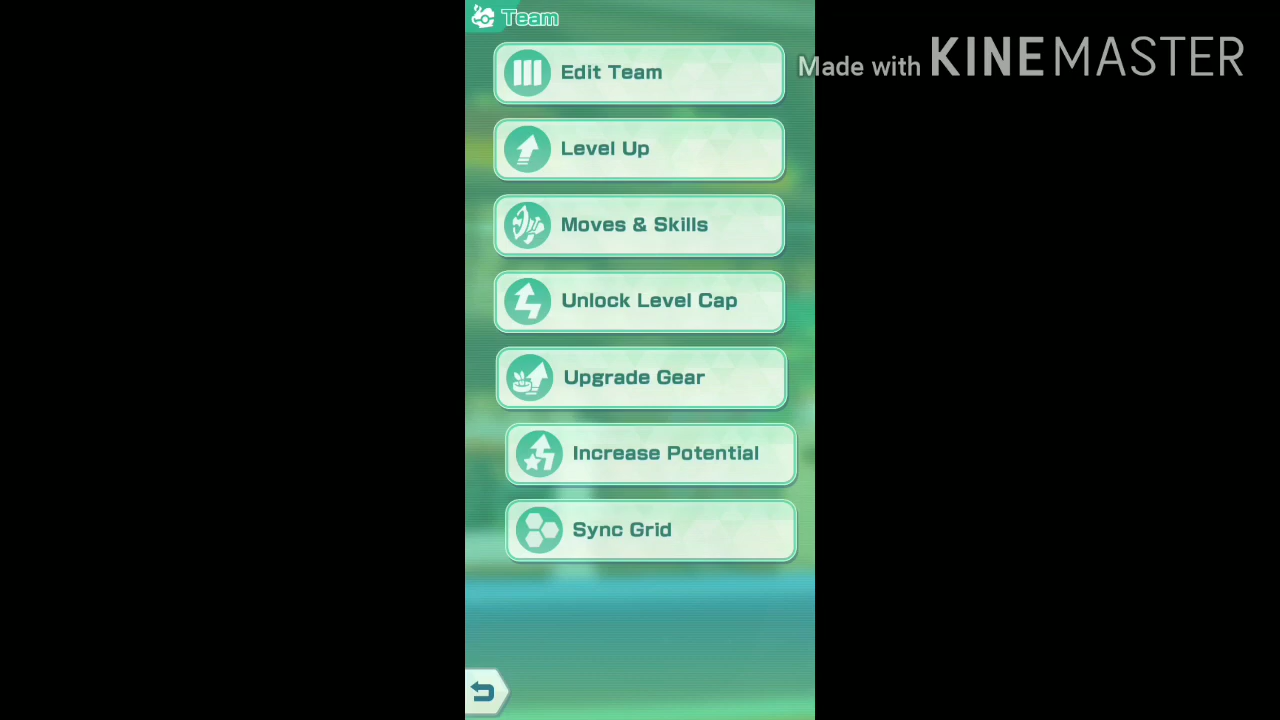 Team
Made with KINEMASTER
Edit Team
Level Up
Moves & Skills
Unlock Level Cap
Upgrade Gear
Increase Potential
Sync Grid